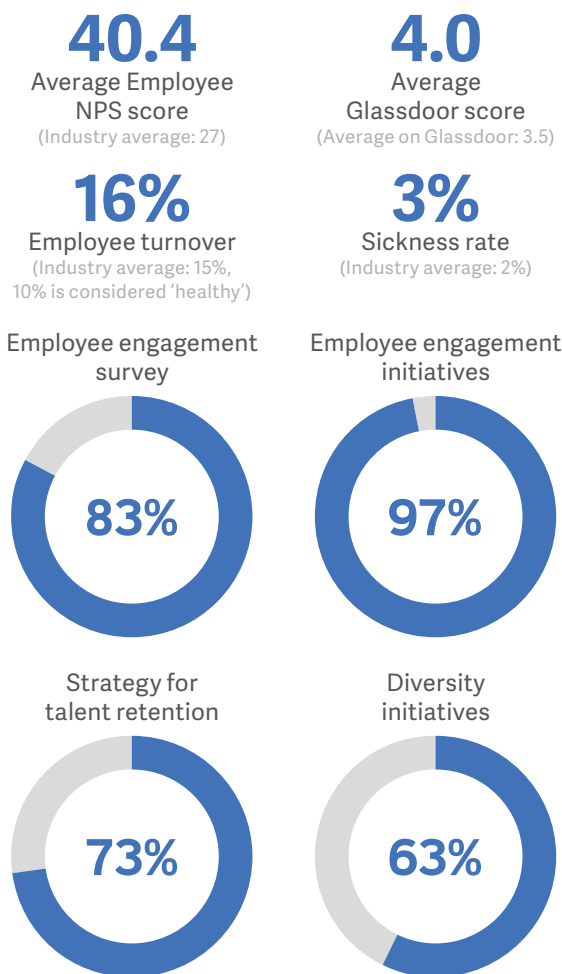 40.4
Average Employee
NPS score
(Industry average: 27)
4.0
Average
Glassdoor score
(Average on Glassdoor: 3.5)
16%
Employee turnover
(Industry average: 15%,
10% is considered ‘healthy’)
3%
Sickness rate
(Industry average: 2%)
Employee engagement
survey
83%
Employee engagement
initiatives
97%
Strategy for
talent retention
73%
Diversity
initiatives
63%